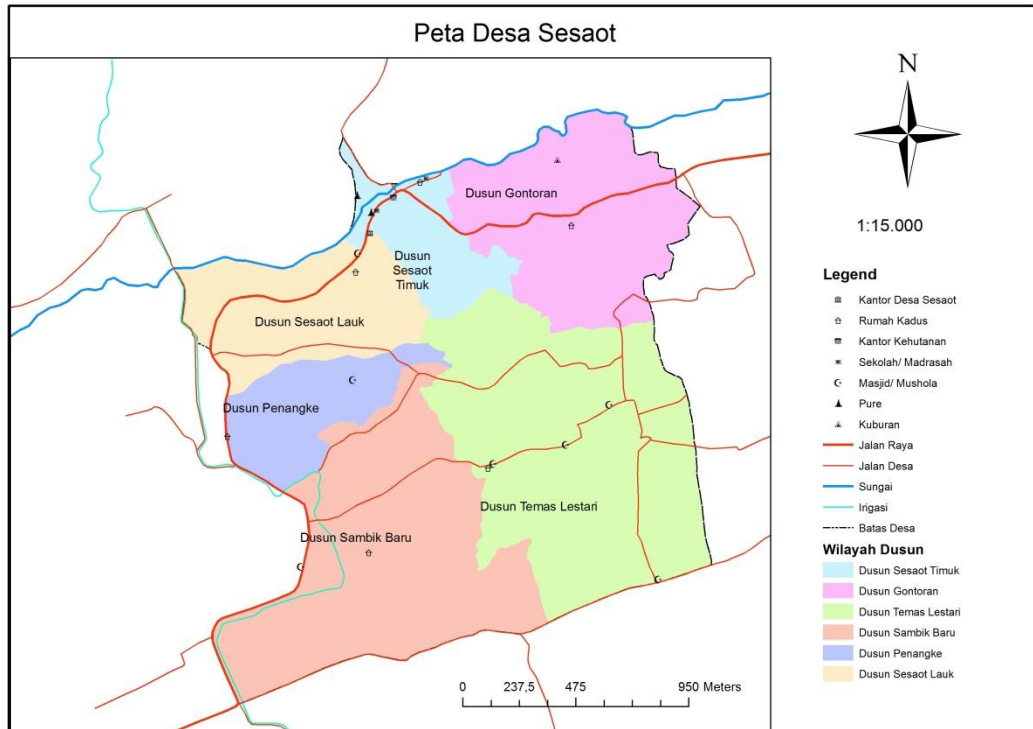 Peta Desa Sesaot
N
1:15.000
Dusun Gontoran
Dusun
Sesaot
Timuk
Dusun Sesaot Lauk
Dusun Penangke
Dusun Temas Lestari
Dusun Sambik Baru
0 237,5 475 950 Meters
Legend
Kantor Desa Sesaot
Rumah Kadus
Kantor Kehutanan
Sekolah/ Madrasah
Masjid/ Mushola
Pure
Kuburan
Jalan Raya
Jalan Desa
Sungai
Irigasi
Batas Desa
Wilayah Dusun
Dusun Sesaot Timuk
Dusun Gontoran
Dusun Temas Lestari
Dusun Sambik Baru
Dusun Penangke
Dusun Sesaot Lauk